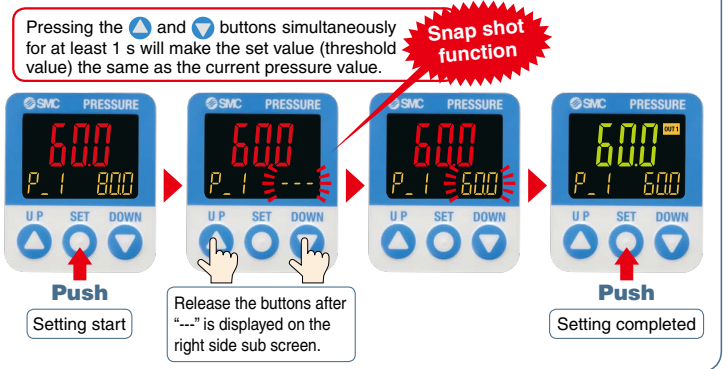 Pressing the and buttons simultaneously
for at least 1 s will make the set value (threshold
value) the same as the current pressure value.
Snap shot
function
SMC PRESSURE
60.0
P_1 80.0
UP SET DOWN
Push
Setting start
SMC PRESSURE
60.0
P_1 ---
UP SET DOWN
Release the buttons after
“---” is displayed on the
right side sub screen.
SMC PRESSURE
60.0
P_1 60.0
UP SET DOWN
SMC PRESSURE
OUT1
60.0
P_1 60.0
UP SET DOWN
Push
Setting completed